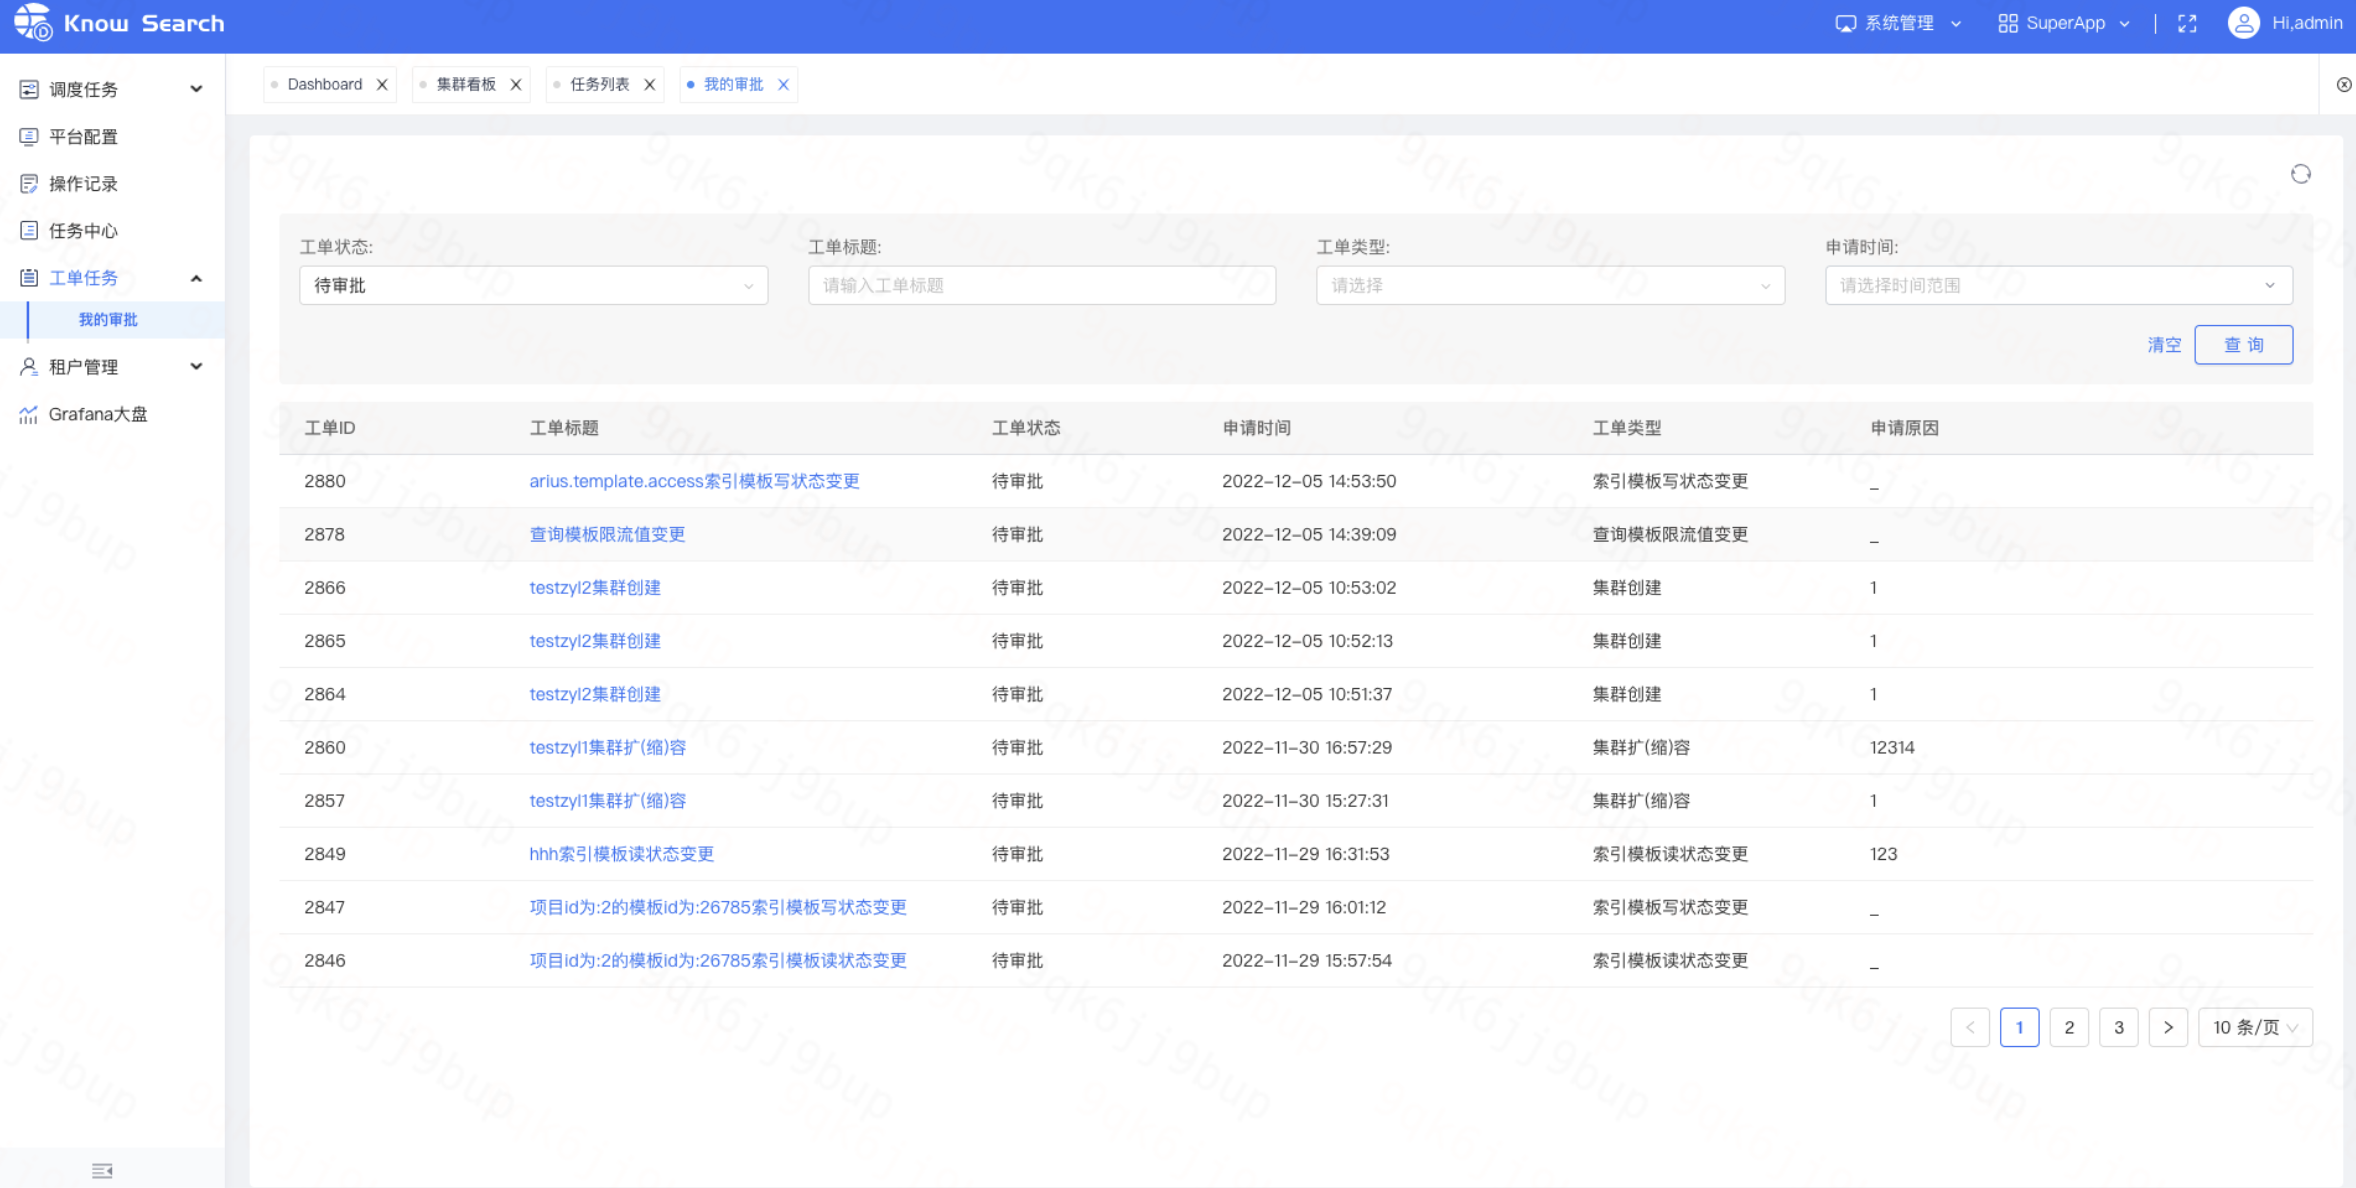 Know Search
系统管理
SuperApp
Hi,admin
调度任务
平台配置
操作记录
任务中心
工单任务
我的审批
租户管理
Grafana大盘
Dashboard
集群看板
任务列表
我的审批
工单状态:
工单标题:
工单类型:
申请时间:
待审批
请输入工单标题
请选择
请选择时间范围
清空
查 询
工单ID 工单标题 工单状态 申请时间 工单类型 申请原因
2880 arius.template.access索引模板写状态变更 待审批 2022-12-05 14:53:50 索引模板写状态变更 _
2878 查询模板限流值变更 待审批 2022-12-05 14:39:09 查询模板限流值变更 _
2866 testzyl2集群创建 待审批 2022-12-05 10:53:02 集群创建 1
2865 testzyl2集群创建 待审批 2022-12-05 10:52:13 集群创建 1
2864 testzyl2集群创建 待审批 2022-12-05 10:51:37 集群创建 1
2860 testzyl1集群扩(缩)容 待审批 2022-11-30 16:57:29 集群扩(缩)容 12314
2857 testzyl1集群扩(缩)容 待审批 2022-11-30 15:27:31 集群扩(缩)容 1
2849 hhh索引模板读状态变更 待审批 2022-11-29 16:31:53 索引模板读状态变更 123
2847 项目id为:2的模板id为:26785索引模板写状态变更 待审批 2022-11-29 16:01:12 索引模板写状态变更 _
2846 项目id为:2的模板id为:26785索引模板读状态变更 待审批 2022-11-29 15:57:54 索引模板读状态变更 _
1 2 3 10 条/页